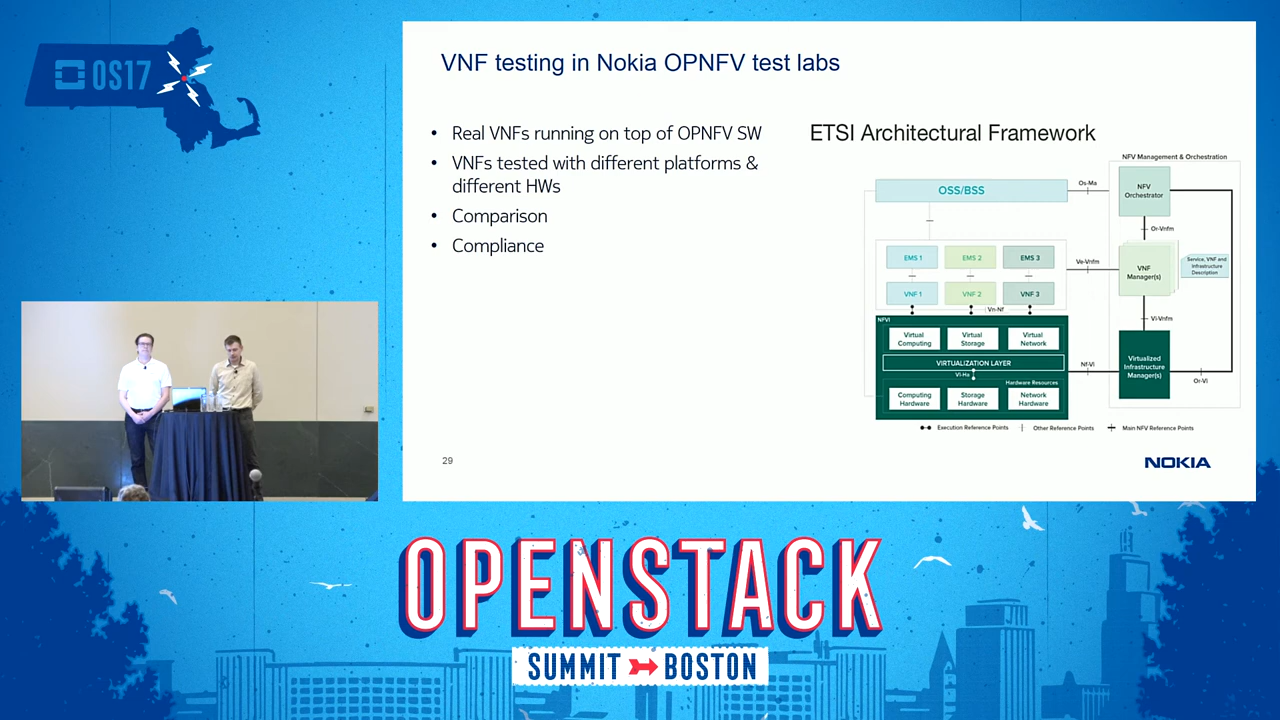 OS17
VNF testing in Nokia OPNFV test labs
• Real VNFs running on top of OPNFV SW
• VNFs tested with different platforms &
different HWs
• Comparison
• Compliance
ETSI Architectural Framework
NFV Management & Orchestration
OSS/BSS
Os-Ma
NFV
Orchestrator
Or-Vnfm
EMS 1
EMS 2
EMS 3
Ve-Vnfm
VNF
Manager(s)
Service, VNF and
Infrastructure
Description
VNF 1
VNF 2
VNF 3
Vn-Nf
Vi-Vnfm
NFVI
Virtual
Computing
Virtual
Storage
Virtual
Network
VIRTUALIZATION LAYER
Vl-Ha
Hardware Resources
Nf-Vi
Virtualized
Infrastructure
Manager(s)
Or-Vi
Computing
Hardware
Storage
Hardware
Network
Hardware
Execution Reference Points
Other Reference Points
Main NFV Reference Points
29
NOKIA
OPENSTACK
SUMMIT BOSTON